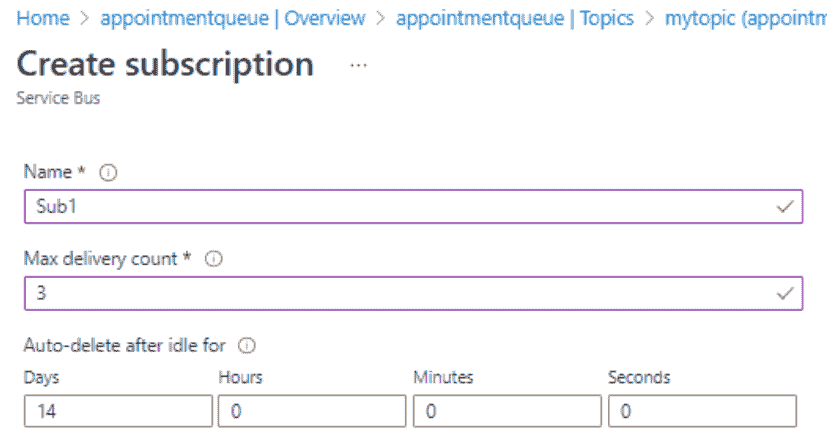 Home > appointmentqueue | Overview > appointmentqueue | Topics > mytopic (appointm
Create subscription ...
Service Bus
Name *
Sub1
Max delivery count *
3
Auto-delete after idle for
Days Hours Minutes Seconds
14 0 0 0